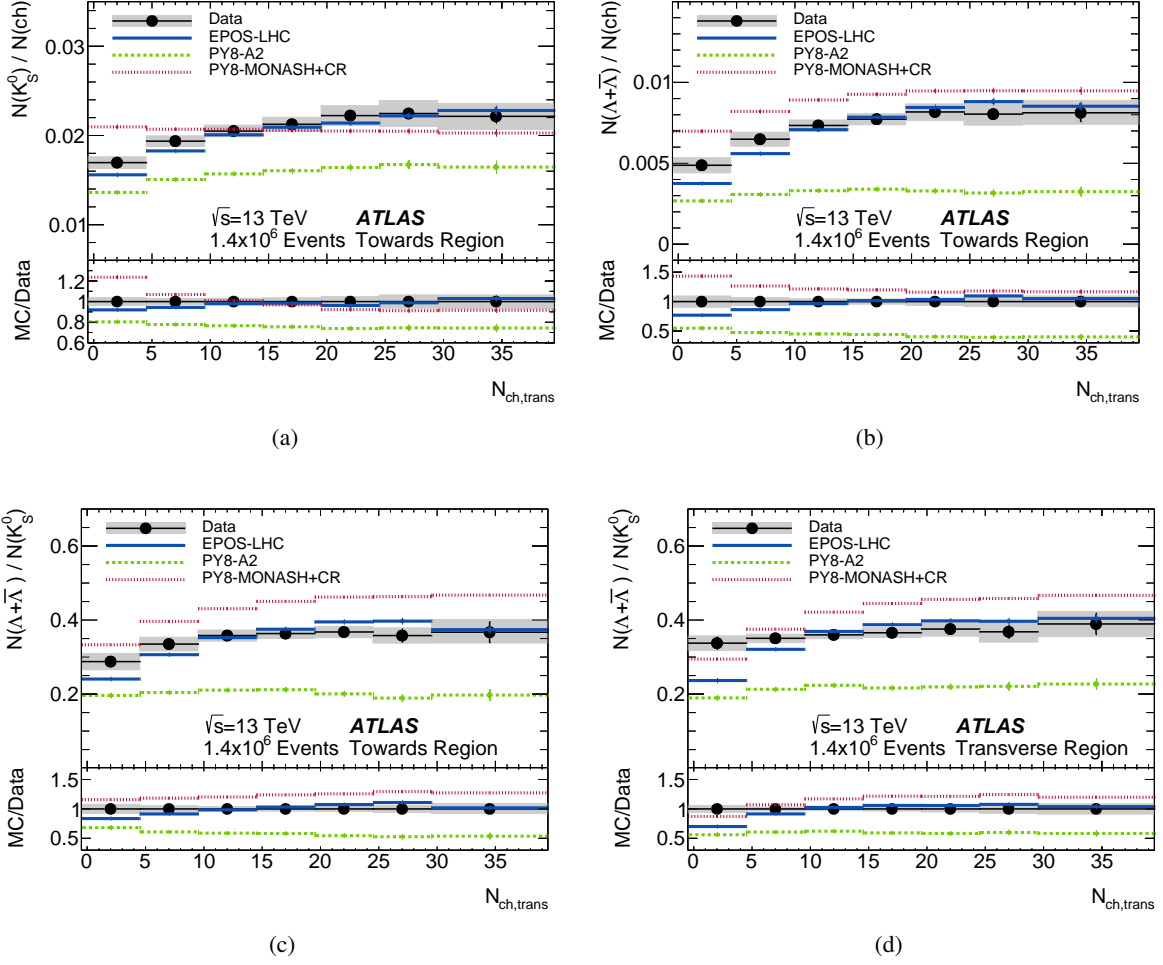 N(K⁰_S) / N(ch)
0.03
0.02
0.01
Data
EPOS-LHC
PY8-A2
PY8-MONASH+CR
√s=13 TeV ATLAS
1.4x10⁶ Events Towards Region
MC/Data
1.2
1
0.8
0.6
0 5 10 15 20 25 30 35
N_ch,trans
(a)
N(Λ+Λ̅) / N(ch)
0.01
0.005
0
Data
EPOS-LHC
PY8-A2
PY8-MONASH+CR
√s=13 TeV ATLAS
1.4x10⁶ Events Towards Region
MC/Data
1.5
1
0.5
0 5 10 15 20 25 30 35
N_ch,trans
(b)
N(Λ+Λ̅) / N(K⁰_S)
0.6
0.4
0.2
Data
EPOS-LHC
PY8-A2
PY8-MONASH+CR
√s=13 TeV ATLAS
1.4x10⁶ Events Towards Region
MC/Data
1.5
1
0.5
0 5 10 15 20 25 30 35
N_ch,trans
(c)
N(Λ+Λ̅) / N(K⁰_S)
0.6
0.4
0.2
Data
EPOS-LHC
PY8-A2
PY8-MONASH+CR
√s=13 TeV ATLAS
1.4x10⁶ Events Transverse Region
MC/Data
1.5
1
0.5
0 5 10 15 20 25 30 35
N_ch,trans
(d)